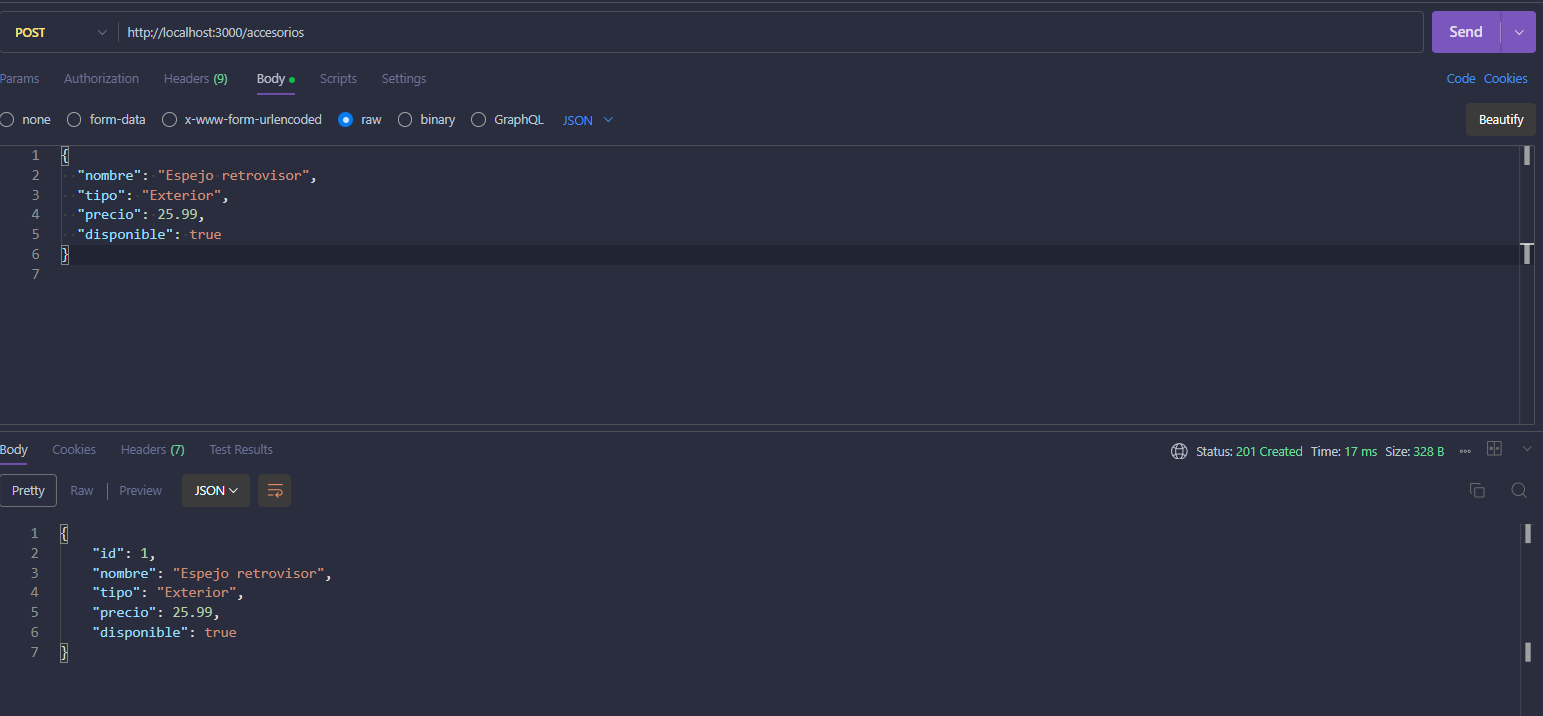 POST http://localhost:3000/accesorios Send
Params Authorization Headers (9) Body Scripts Settings Code Cookies
none form-data x-www-form-urlencoded raw binary GraphQL JSON Beautify
1 {
2 "nombre": "Espejo retrovisor",
3 "tipo": "Exterior",
4 "precio": 25.99,
5 "disponible": true
6 }
7
Body Cookies Headers (7) Test Results Status: 201 Created Time: 17 ms Size: 328 B
Pretty Raw Preview JSON
1 {
2 "id": 1,
3 "nombre": "Espejo retrovisor",
4 "tipo": "Exterior",
5 "precio": 25.99,
6 "disponible": true
7 }